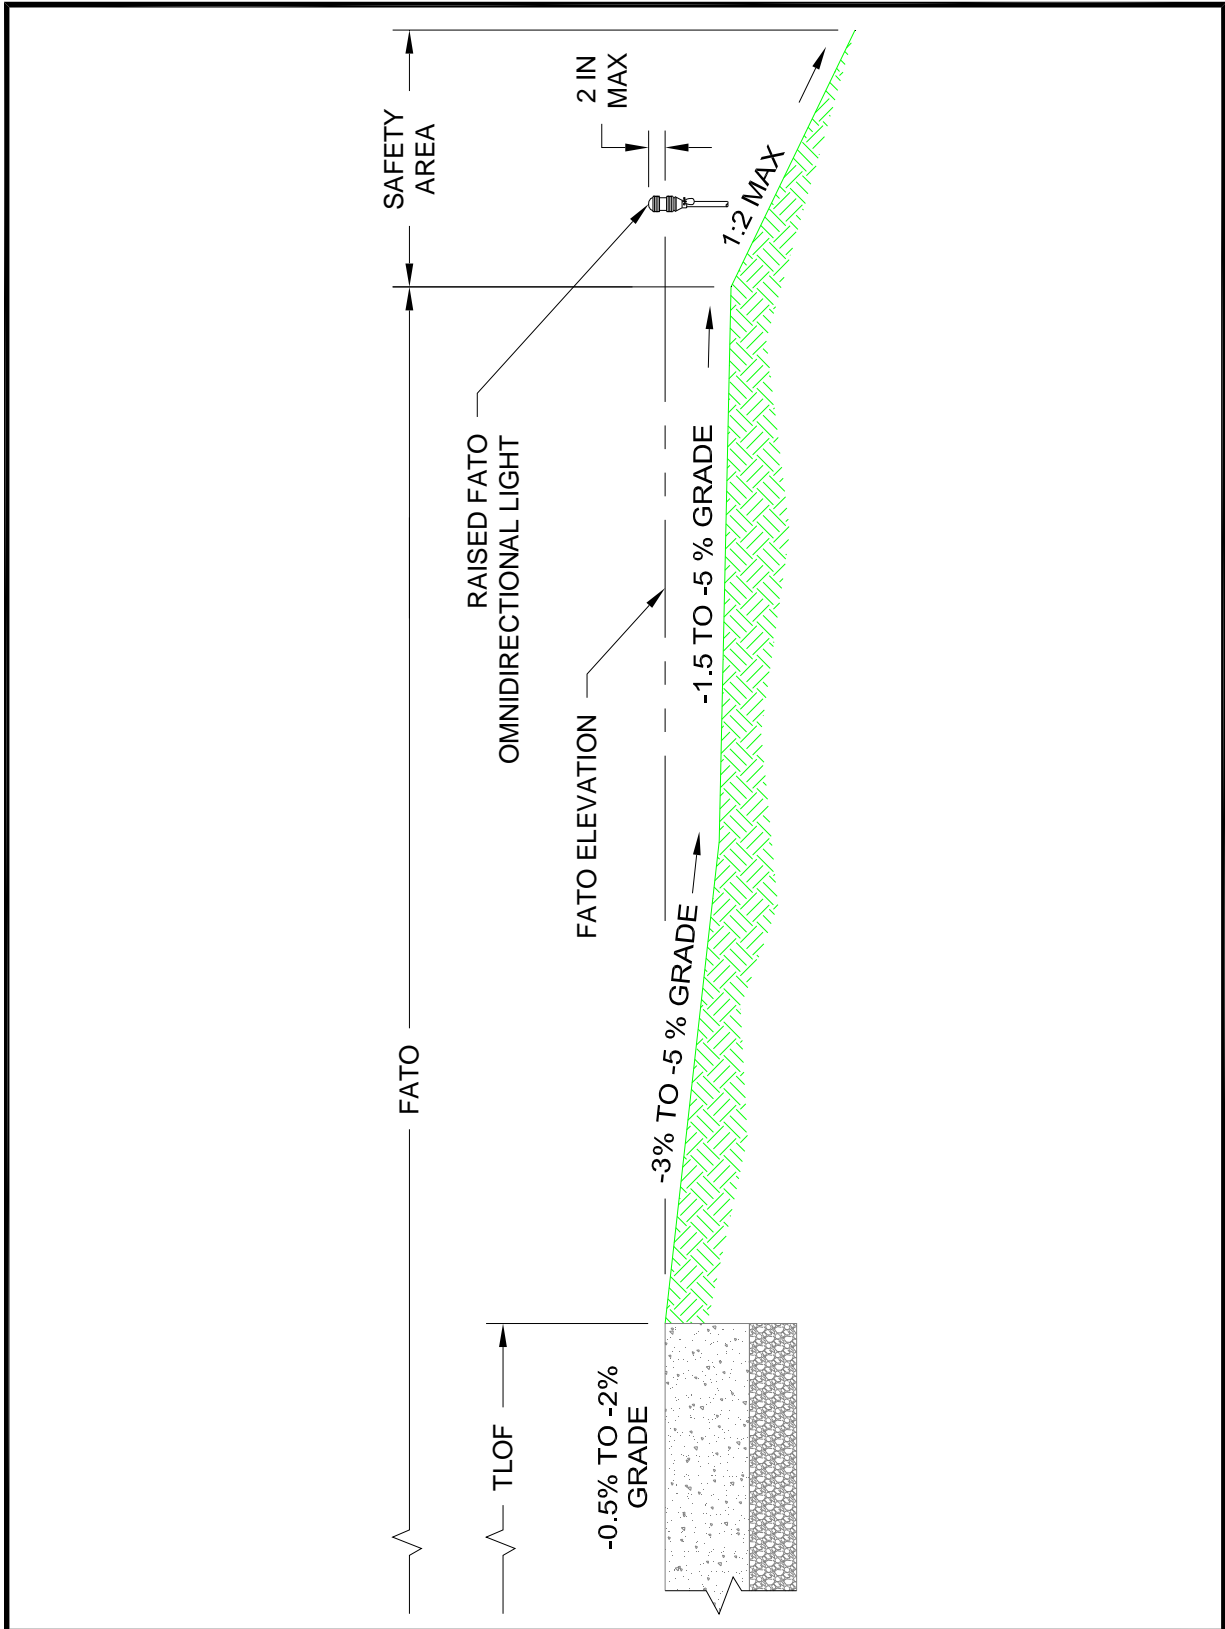 SAFETY
AREA
2 IN
MAX
1:2 MAX
RAISED FATO
OMNIDIRECTIONAL LIGHT
-1.5 TO -5 % GRADE
FATO ELEVATION
-3% TO -5 % GRADE
FATO
TLOF
-0.5% TO -2%
GRADE